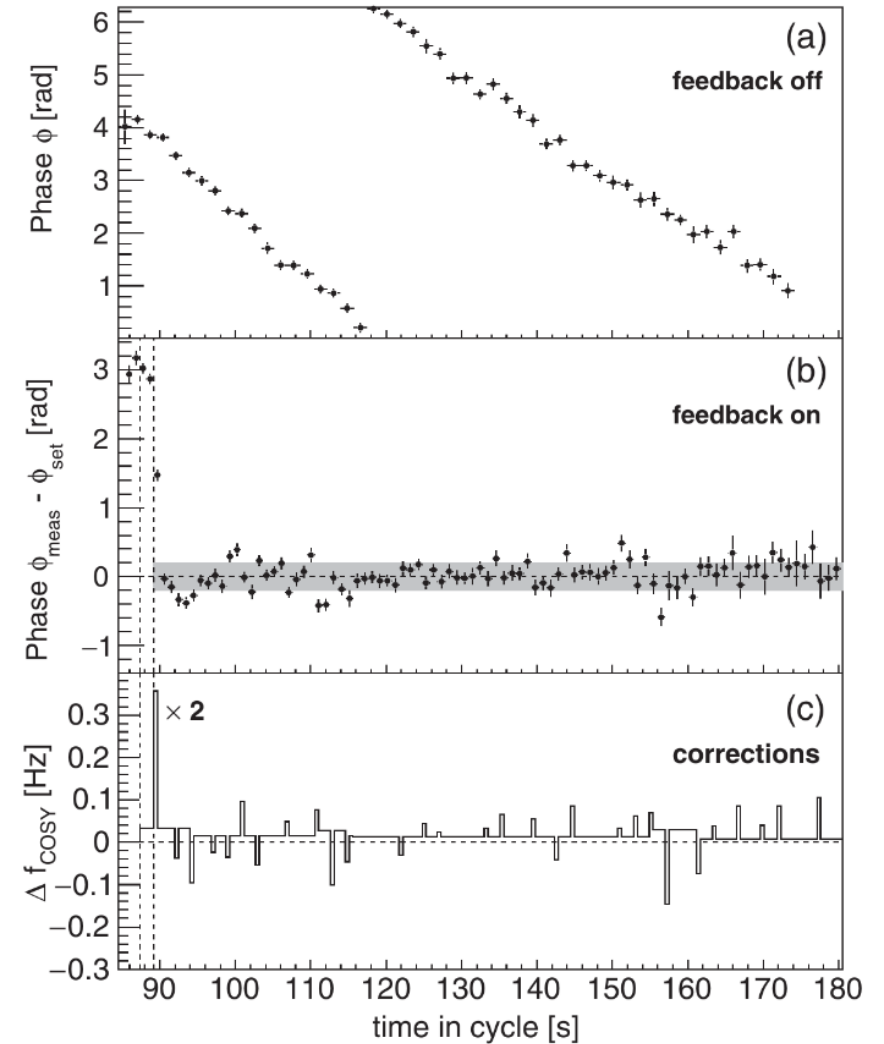 6
5
4
3
2
1
Phase ϕ [rad]
(a)
feedback off
3
2
1
0
−1
Phase ϕmeas - ϕset [rad]
(b)
feedback on
0.3
0.2
0.1
0
−0.1
−0.2
−0.3
Δ fCOSY [Hz]
× 2
(c)
corrections
90 100 110 120 130 140 150 160 170 180
time in cycle [s]